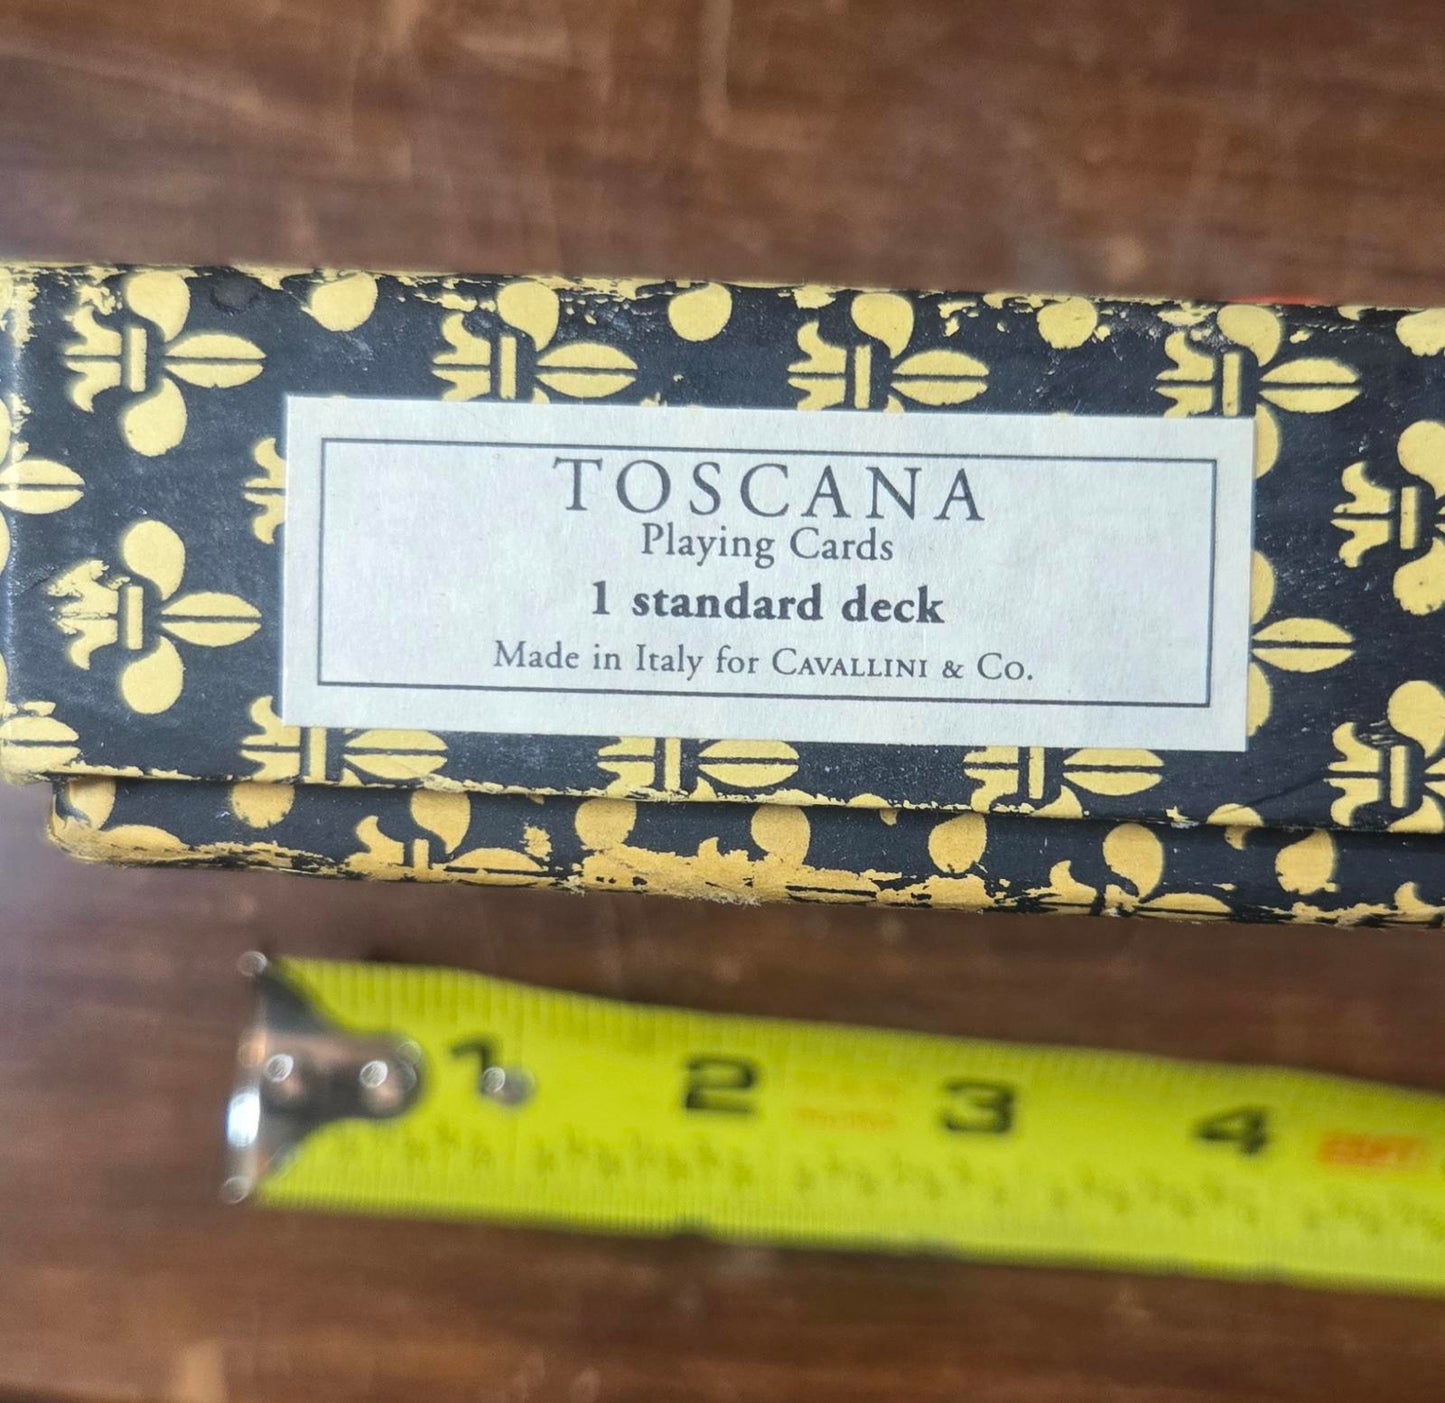 TOSCANA
Playing Cards
1 standard deck
Made in Italy for CAVALLINI & Co.
1 2 3 4